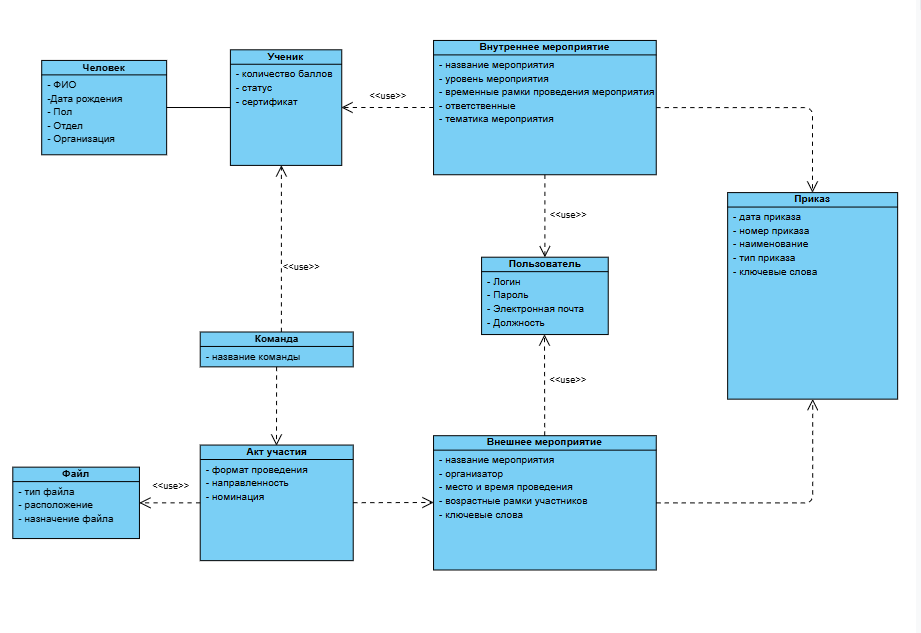 Человек
- ФИО
-Дата рождения
- Пол
- Отдел
- Организация
Ученик
- количество баллов
- статус
- сертификат
<<use>>
Внутреннее мероприятие
- название мероприятия
- уровень мероприятия
- временные рамки проведения мероприятия
- ответственные
- тематика мероприятия
<<use>>
Приказ
- дата приказа
- номер приказа
- наименование
- тип приказа
- ключевые слова
<<use>>
Пользователь
- Логин
- Пароль
- Электронная почта
- Должность
Команда
- название команды
<<use>>
Файл
- тип файла
- расположение
- назначение файла
<<use>>
Акт участия
- формат проведения
- направленность
- номинация
Внешнее мероприятие
- название мероприятия
- организатор
- место и время проведения
- возрастные рамки участников
- ключевые слова